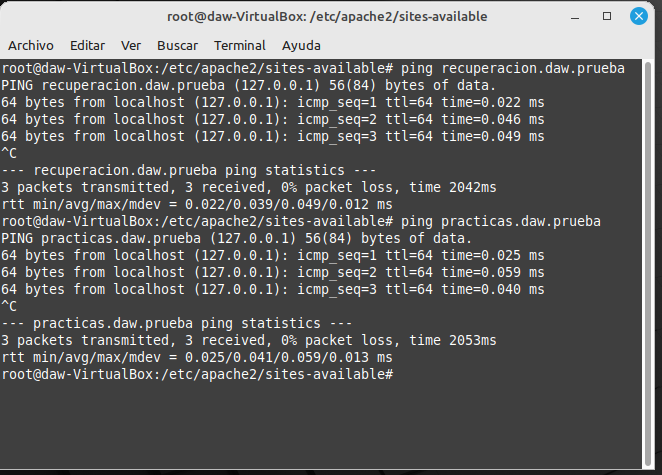 root@daw-VirtualBox: /etc/apache2/sites-available
Archivo Editar Ver Buscar Terminal Ayuda
root@daw-VirtualBox:/etc/apache2/sites-available# ping recuperacion.daw.prueba
PING recuperacion.daw.prueba (127.0.0.1) 56(84) bytes of data.
64 bytes from localhost (127.0.0.1): icmp_seq=1 ttl=64 time=0.022 ms
64 bytes from localhost (127.0.0.1): icmp_seq=2 ttl=64 time=0.046 ms
64 bytes from localhost (127.0.0.1): icmp_seq=3 ttl=64 time=0.049 ms
^C
--- recuperacion.daw.prueba ping statistics ---
3 packets transmitted, 3 received, 0% packet loss, time 2042ms
rtt min/avg/max/mdev = 0.022/0.039/0.049/0.012 ms
root@daw-VirtualBox:/etc/apache2/sites-available# ping practicas.daw.prueba
PING practicas.daw.prueba (127.0.0.1) 56(84) bytes of data.
64 bytes from localhost (127.0.0.1): icmp_seq=1 ttl=64 time=0.025 ms
64 bytes from localhost (127.0.0.1): icmp_seq=2 ttl=64 time=0.059 ms
64 bytes from localhost (127.0.0.1): icmp_seq=3 ttl=64 time=0.040 ms
^C
--- practicas.daw.prueba ping statistics ---
3 packets transmitted, 3 received, 0% packet loss, time 2053ms
rtt min/avg/max/mdev = 0.025/0.041/0.059/0.013 ms
root@daw-VirtualBox:/etc/apache2/sites-available#